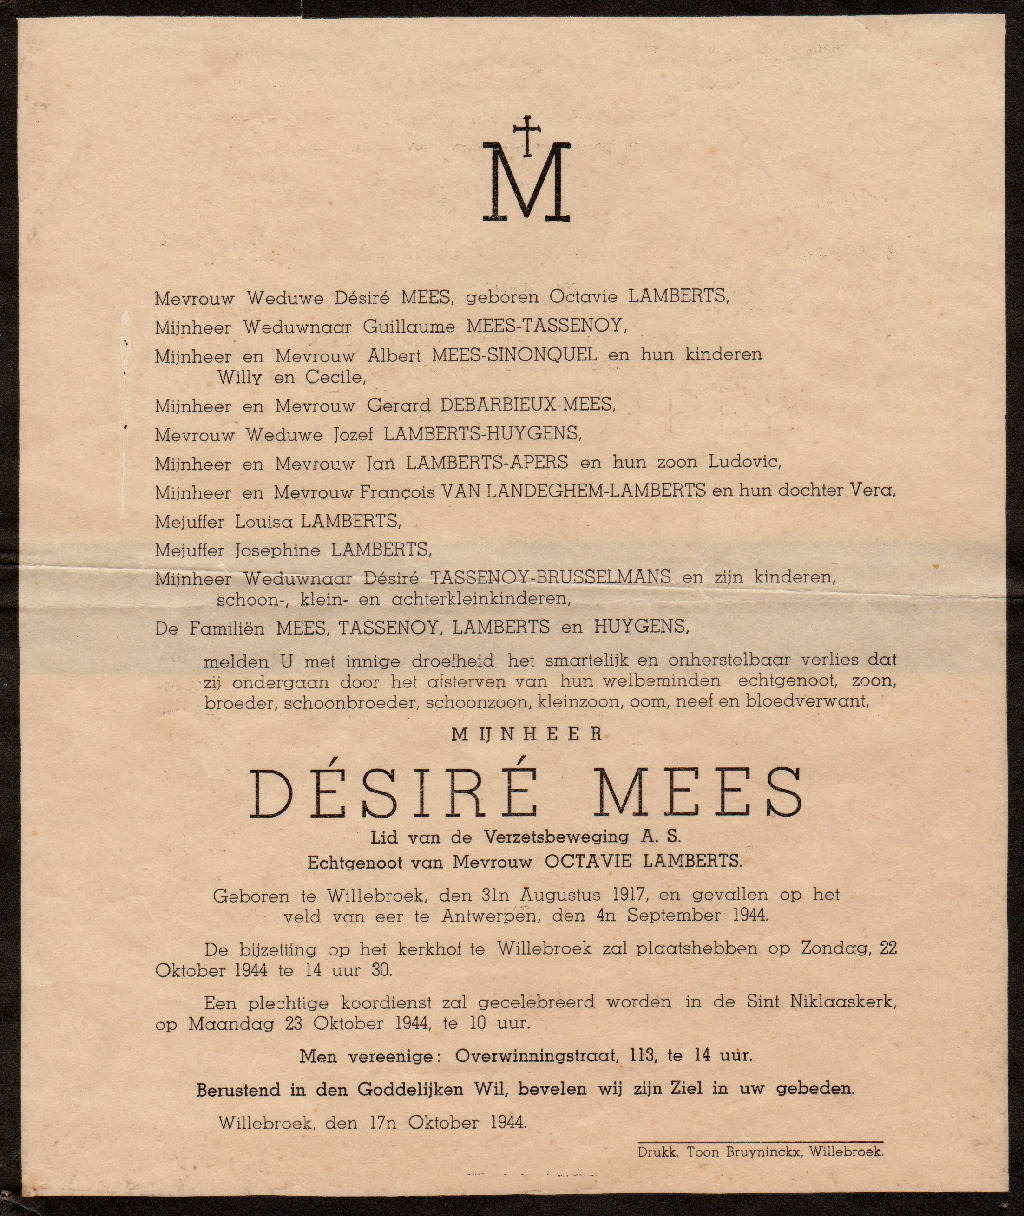 M
Mevrouw Weduwe Désiré MEES, geboren Octavie LAMBERTS,
Mijnheer Weduwnaar Guillaume MEES-TASSENOY,
Mijnheer en Mevrouw Albert MEES-SINONQUEL en hun kinderen
Willy en Cecile,
Mijnheer en Mevrouw Gerard DEBARBIEUX-MEES,
Mevrouw Weduwe Jozef LAMBERTS-HUYGENS,
Mijnheer en Mevrouw Jan LAMBERTS-APERS en hun zoon Ludovic,
Mijnheer en Mevrouw François VAN LANDEGHEM-LAMBERTS en hun dochter Vera,
Mejuffer Louisa LAMBERTS,
Mejuffer Josephine LAMBERTS,
Mijnheer Weduwnaar Désiré TASSENOY-BRUSSELMANS en zijn kinderen,
schoon-, klein- en achterkleinkinderen,
De Familiën MEES, TASSENOY, LAMBERTS en HUYGENS,
melden U met innige droefheid het smartelijk en onherstelbaar verlies dat
zij ondergaan door het afsterven van hun welbeminden echtgenoot, zoon,
broeder, schoonbroeder, schoonzoon, kleinzoon, oom, neef en bloedverwant,
MIJNHEER
DÉSIRÉ MEES
Lid van de Verzetsbeweging A. S.
Echtgenoot van Mevrouw OCTAVIE LAMBERTS.
Geboren te Willebroek, den 31n Augustus 1917, en gevallen op het
veld van eer te Antwerpen, den 4n September 1944.
De bijzetting op het kerkhof te Willebroek zal plaatshebben op Zondag, 22
Oktober 1944 te 14 uur 30.
Een plechtige koordienst zal gecelebreerd worden in de Sint Niklaaskerk,
op Maandag 23 Oktober 1944, te 10 uur.
Men vereenige: Overwinningstraat, 113, te 14 uur.
Berustend in den Goddelijken Wil, bevelen wij zijn Ziel in uw gebeden.
Willebroek, den 17n Oktober 1944.
Drukk. Toon Bruyninckx, Willebroek.